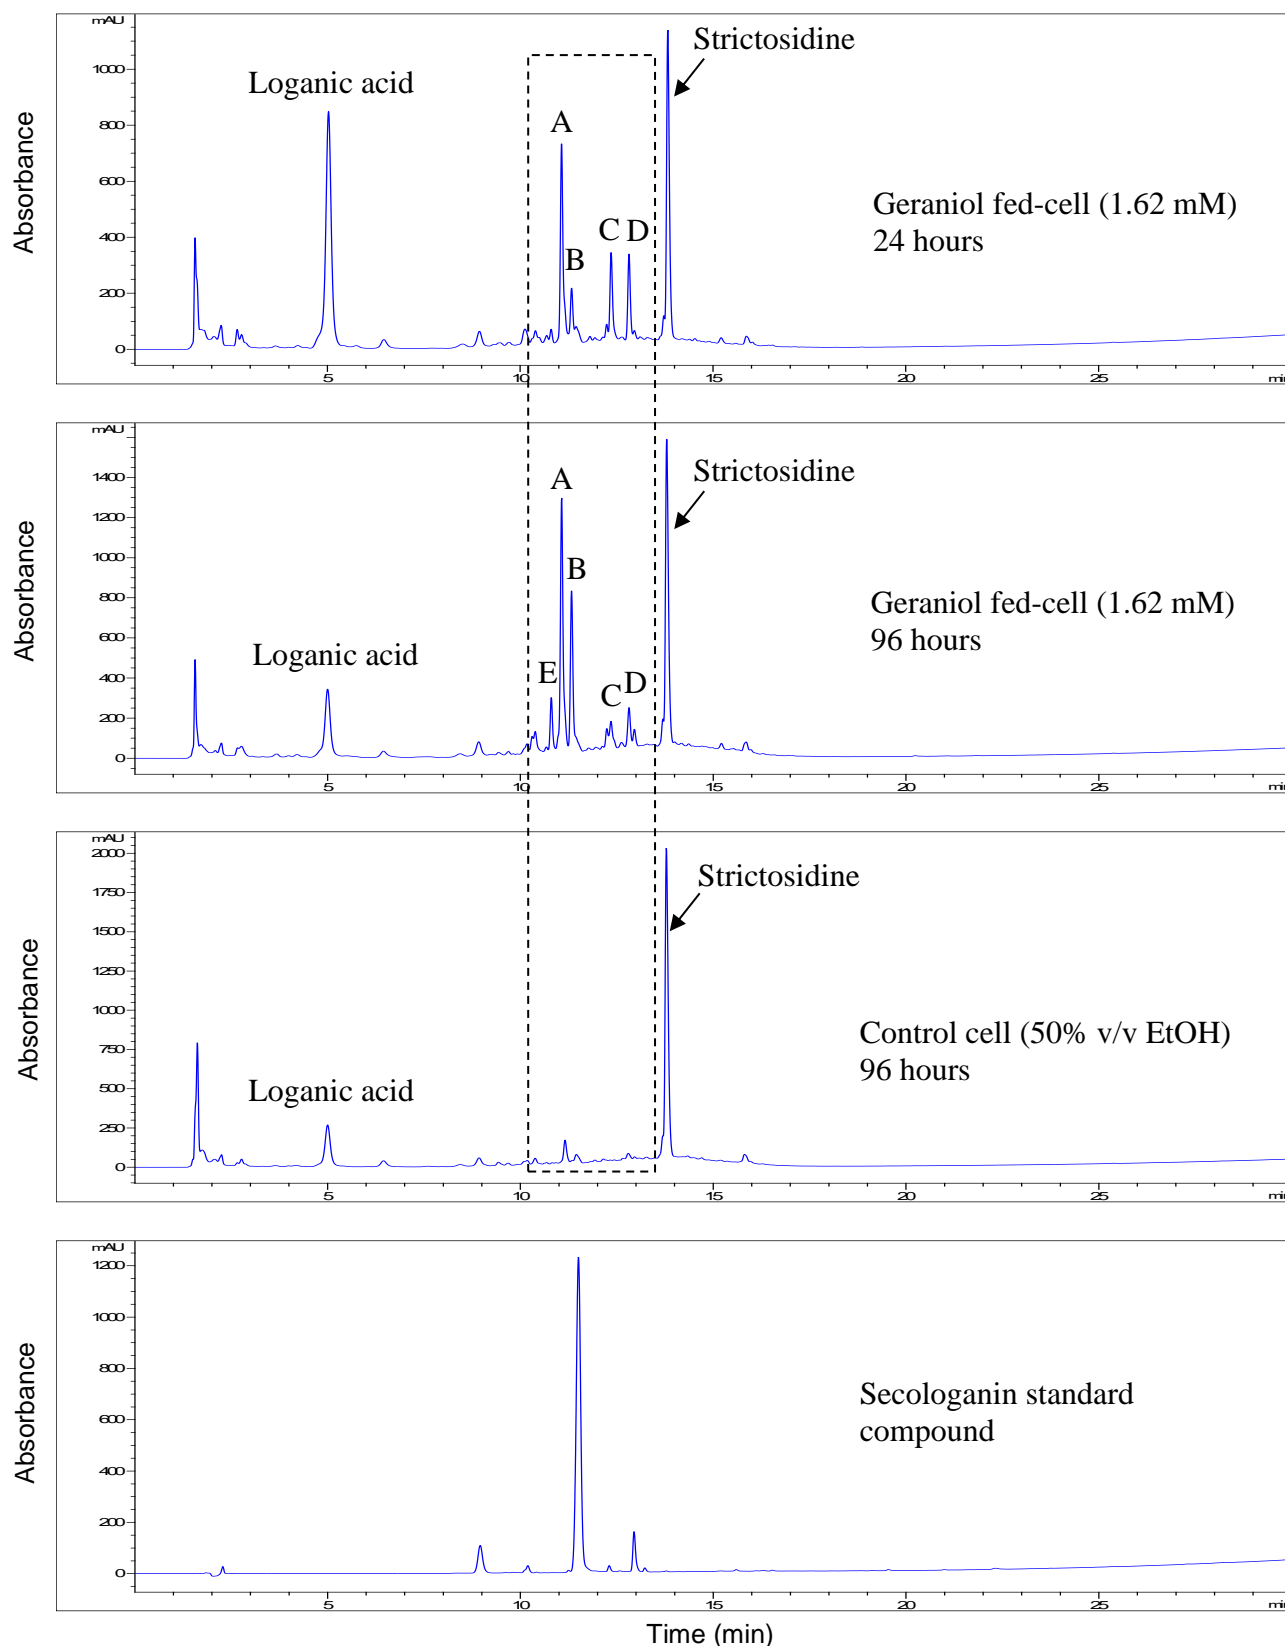 mAU
Strictosidine
1000
Loganic acid
800
A
600
Geraniol fed-cell (1.62 mM)
24 hours
400
C D
B
200
0
Absorbance
5 10 15 20 25 min
mAU
Strictosidine
1400
A
1200
1000
B
800
Geraniol fed-cell (1.62 mM)
96 hours
600
Loganic acid
400
E
C D
200
0
Absorbance
5 10 15 20 25 min
mAU
2000
Strictosidine
1750
1500
1250
1000
Control cell (50% v/v EtOH)
96 hours
750
Loganic acid
500
250
0
Absorbance
5 10 15 20 25 min
mAU
1200
1000
800
Secologanin standard
compound
600
400
200
0
Absorbance
5 10 15 20 25 min
Time (min)